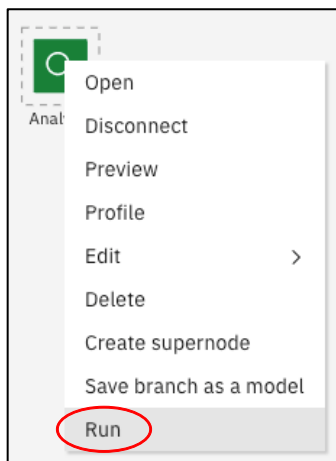 Open
Anal
Disconnect
Preview
Profile
Edit
Delete
Create supernode
Save branch as a model
Run